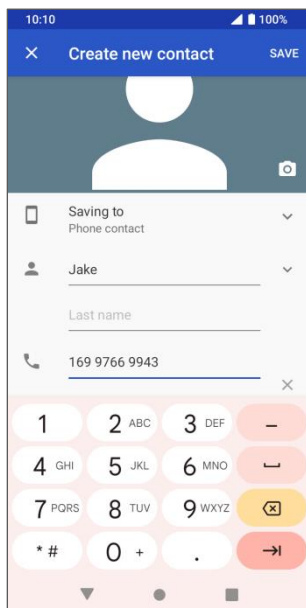 10:10 100%
Create new contact SAVE
Saving to
Phone contact
Jake
Last name
169 9766 9943
1 2 ABC 3 DEF –
4 GHI 5 JKL 6 MNO
7 PQRS 8 TUV 9 WXYZ
* # 0 + .